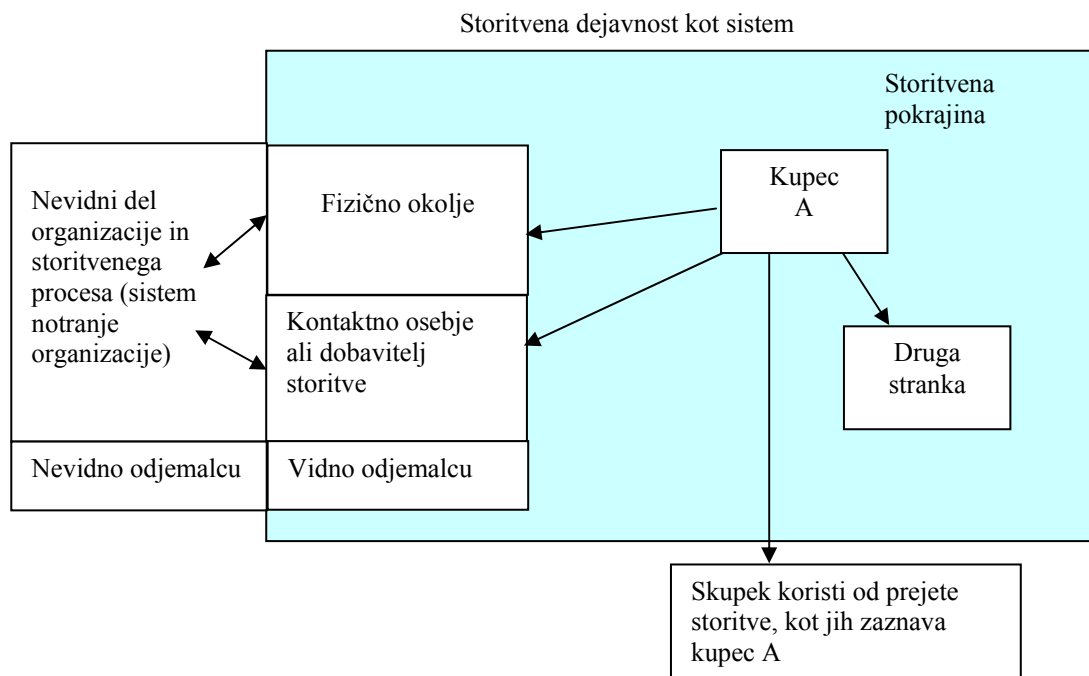 Storitvena dejavnost kot sistem
Storitvena
pokrajina
Nevidni del
organizacije in
storitvenega
procesa (sistem
notranje
organizacije)
Fizično okolje
Kupec
A
Kontaktno osebje
ali dobavitelj
storitve
Druga
stranka
Nevidno odjemalcu
Vidno odjemalcu
Skupek koristi od prejete
storitve, kot jih zaznava
kupec A